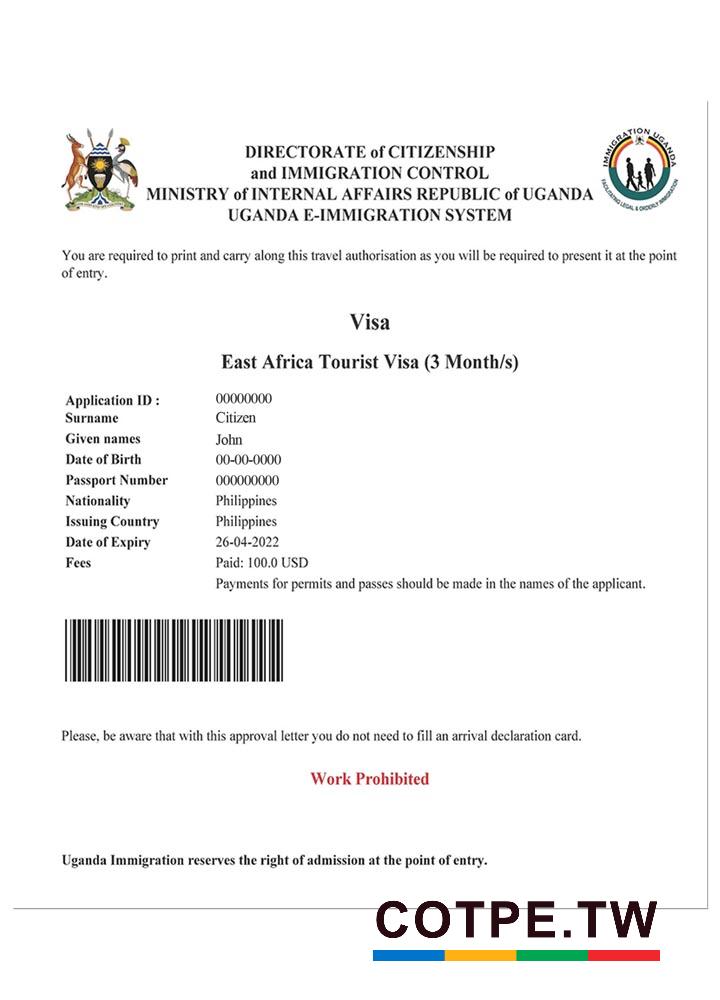 DIRECTORATE of CITIZENSHIP
and IMMIGRATION CONTROL
MINISTRY of INTERNAL AFFAIRS REPUBLIC of UGANDA
UGANDA E-IMMIGRATION SYSTEM
IMMIGRATION UGANDA
FACILITATING LEGAL & ORDERLY IMMIGRATION
You are required to print and carry along this travel authorisation as you will be required to present it at the point
of entry.
Visa
East Africa Tourist Visa (3 Month/s)
Application ID : 00000000
Surname Citizen
Given names John
Date of Birth 00-00-0000
Passport Number 000000000
Nationality Philippines
Issuing Country Philippines
Date of Expiry 26-04-2022
Fees Paid: 100.0 USD
Payments for permits and passes should be made in the names of the applicant.
Please, be aware that with this approval letter you do not need to fill an arrival declaration card.
Work Prohibited
Uganda Immigration reserves the right of admission at the point of entry.
COTPE.TW